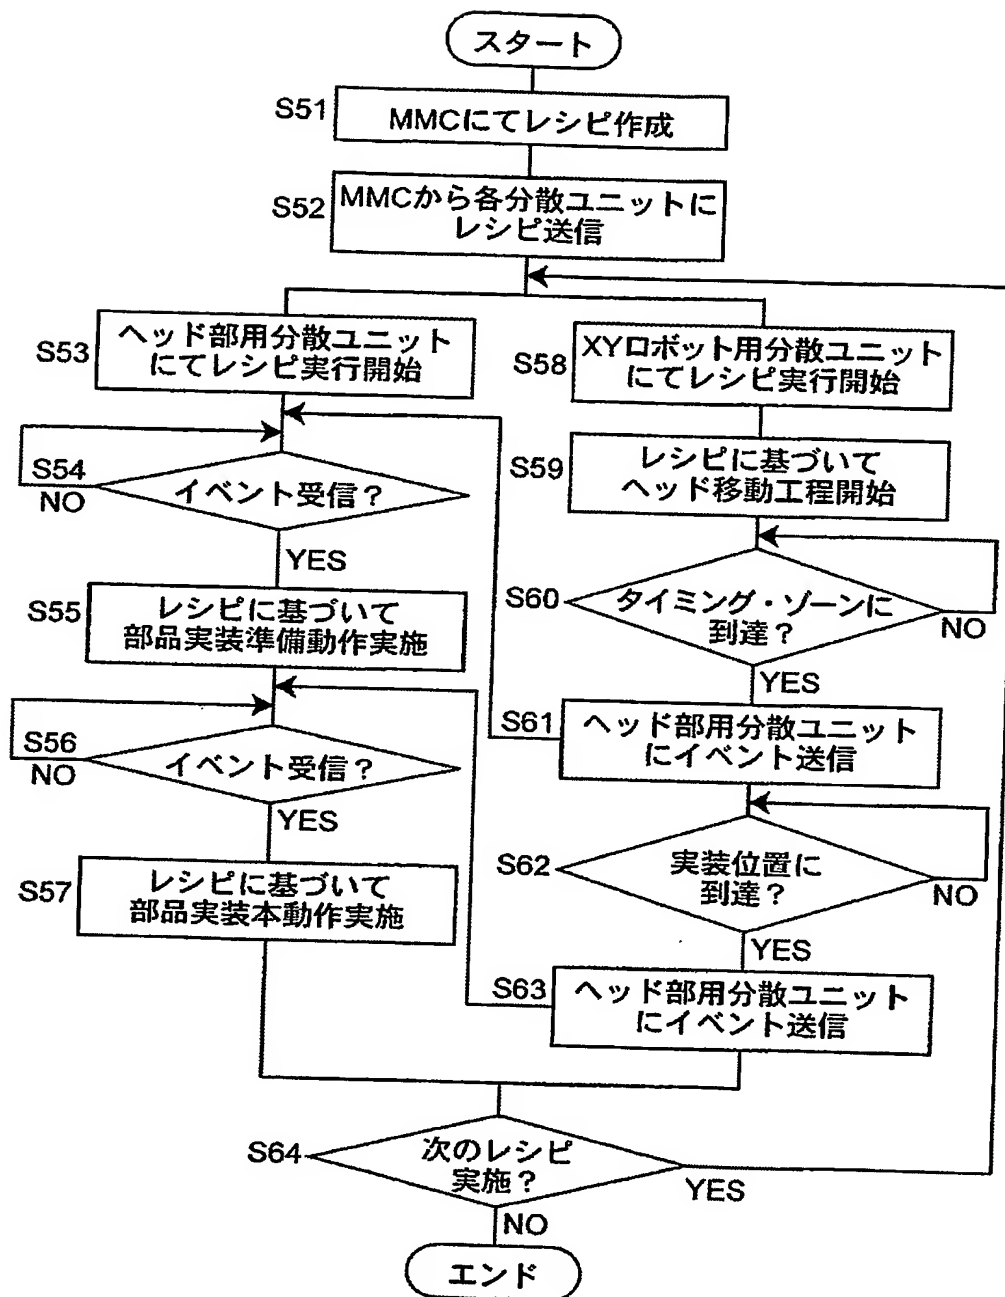 スタート
S51
MMCにてレシピ作成
S52
MMCから各分散ユニットに
レシピ送信
S53
ヘッド部用分散ユニット
にてレシピ実行開始
S54
NO
イベント受信？
YES
S55
レシピに基づいて
部品実装準備動作実施
S56
NO
イベント受信？
YES
S57
レシピに基づいて
部品実装本動作実施
S58
XYロボット用分散ユニット
にてレシピ実行開始
S59
レシピに基づいて
ヘッド移動工程開始
S60
タイミング・ゾーンに
到達？
NO
YES
S61
ヘッド部用分散ユニット
にイベント送信
S62
実装位置に
到達？
NO
YES
S63
ヘッド部用分散ユニット
にイベント送信
S64
次のレシピ
実施？
YES
NO
エンド